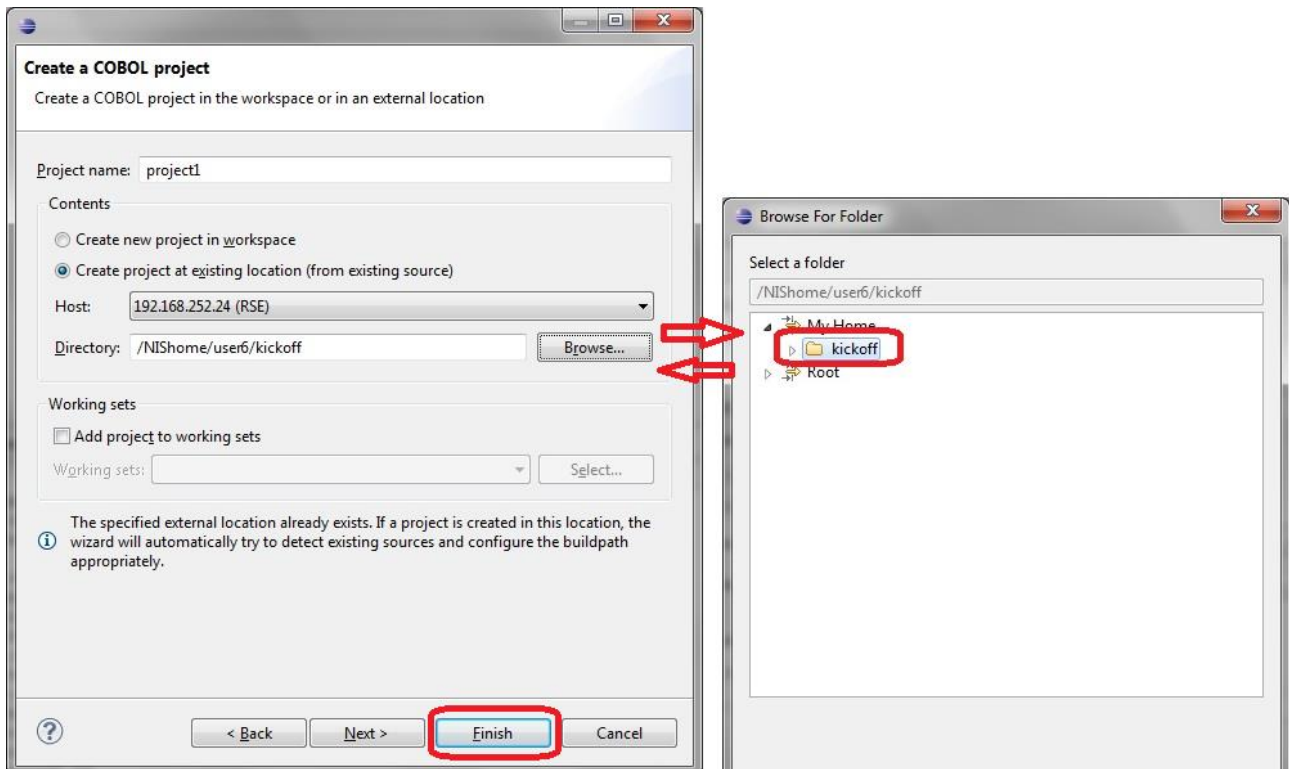 Create a COBOL project
Create a COBOL project in the workspace or in an external location
Project name: project1
Contents
Create new project in workspace
Create project at existing location (from existing source)
Host: 192.168.252.24 (RSE)
Directory: /NIShome/user6/kickoff Browse...
Working sets
Add project to working sets
Working sets: Select...
The specified external location already exists. If a project is created in this location, the
wizard will automatically try to detect existing sources and configure the buildpath
appropriately.
< Back Next > Finish Cancel
Browse For Folder
Select a folder
/NIShome/user6/kickoff
My Home
kickoff
Root